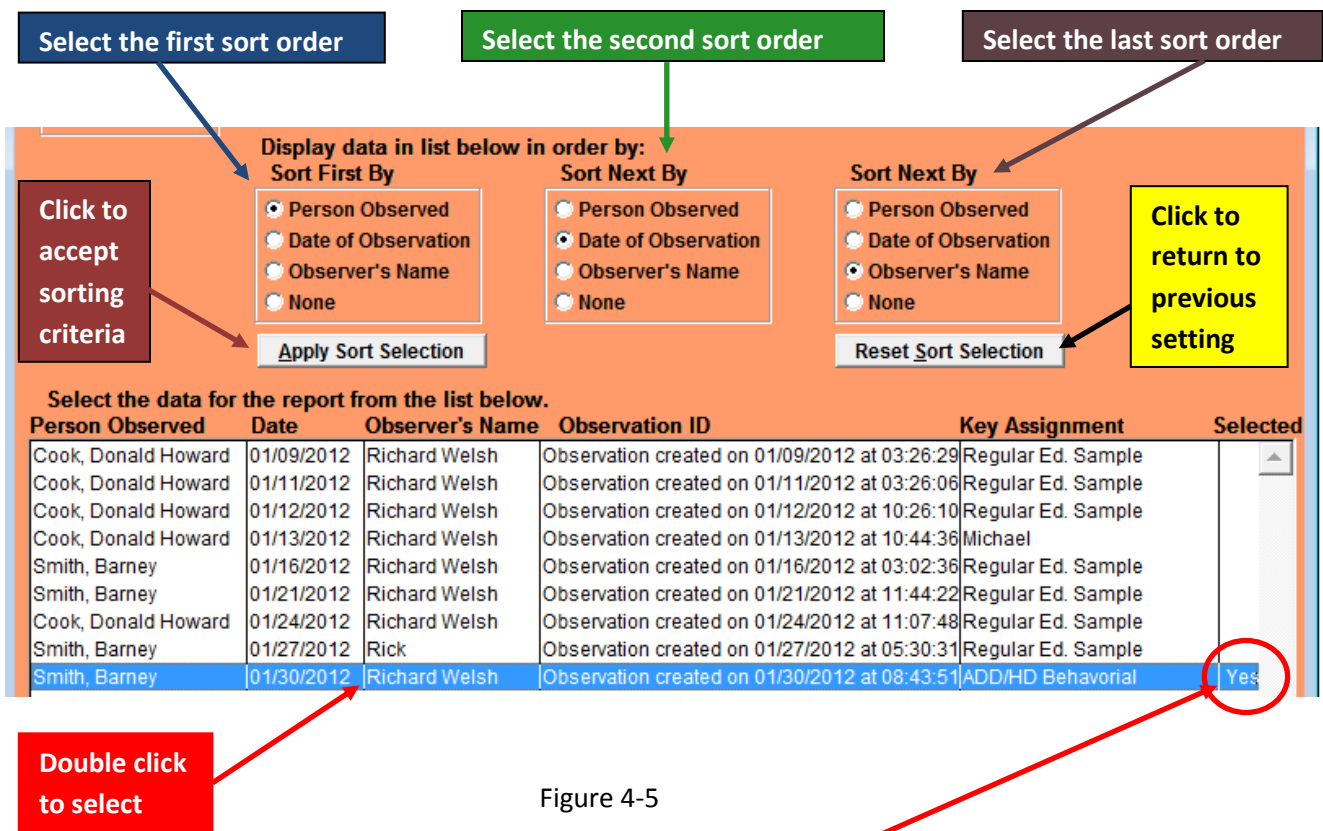 Select the first sort order
Select the second sort order
Select the last sort order
Display data in list below in order by:
Sort First By
Sort Next By
Sort Next By
Click to
accept
sorting
criteria
Person Observed
Date of Observation
Observer's Name
None
Person Observed
Date of Observation
Observer's Name
None
Person Observed
Date of Observation
Observer's Name
None
Click to
return to
previous
setting
Apply Sort Selection
Reset Sort Selection
Select the data for the report from the list below.
Person Observed Date Observer's Name Observation ID Key Assignment Selected
Cook, Donald Howard 01/09/2012 Richard Welsh Observation created on 01/09/2012 at 03:26:29 Regular Ed. Sample
Cook, Donald Howard 01/11/2012 Richard Welsh Observation created on 01/11/2012 at 03:26:06 Regular Ed. Sample
Cook, Donald Howard 01/12/2012 Richard Welsh Observation created on 01/12/2012 at 10:26:10 Regular Ed. Sample
Cook, Donald Howard 01/13/2012 Richard Welsh Observation created on 01/13/2012 at 10:44:36 Michael
Smith, Barney 01/16/2012 Richard Welsh Observation created on 01/16/2012 at 03:02:36 Regular Ed. Sample
Smith, Barney 01/21/2012 Richard Welsh Observation created on 01/21/2012 at 11:44:22 Regular Ed. Sample
Cook, Donald Howard 01/24/2012 Richard Welsh Observation created on 01/24/2012 at 11:07:48 Regular Ed. Sample
Smith, Barney 01/27/2012 Rick Observation created on 01/27/2012 at 05:30:31 Regular Ed. Sample
Smith, Barney 01/30/2012 Richard Welsh Observation created on 01/30/2012 at 08:43:51 ADD/HD Behavorial Yes
Double click
to select
Figure 4-5